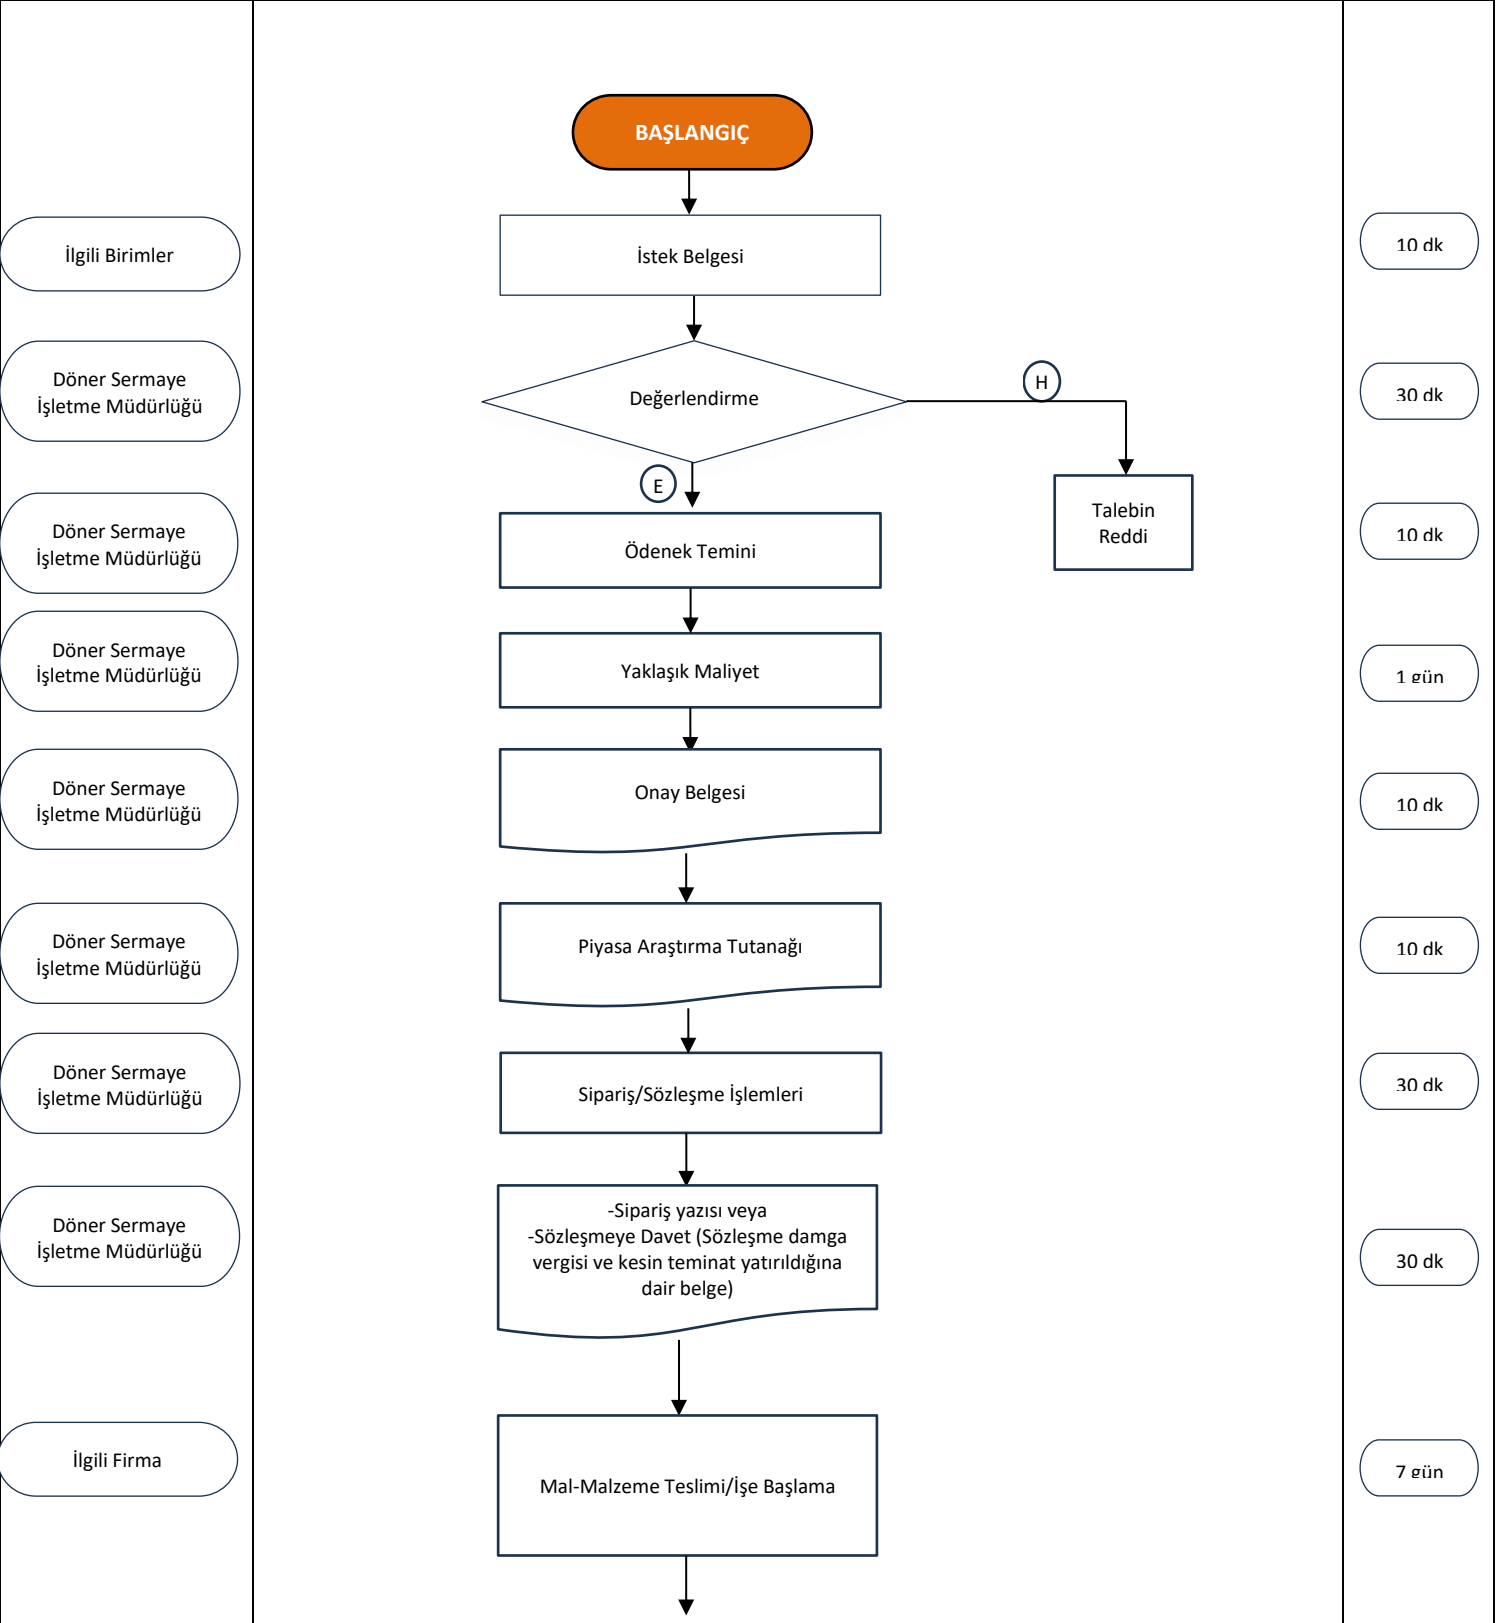 BAŞLANGIÇ
İlgili Birimler
İstek Belgesi
10 dk
Döner Sermaye
İşletme Müdürlüğü
Değerlendirme
H
30 dk
E
Döner Sermaye
İşletme Müdürlüğü
Ödenek Temini
Talebin
Reddi
10 dk
Döner Sermaye
İşletme Müdürlüğü
Yaklaşık Maliyet
1 gün
Döner Sermaye
İşletme Müdürlüğü
Onay Belgesi
10 dk
Döner Sermaye
İşletme Müdürlüğü
Piyasa Araştırma Tutanağı
10 dk
Döner Sermaye
İşletme Müdürlüğü
Sipariş/Sözleşme İşlemleri
30 dk
Döner Sermaye
İşletme Müdürlüğü
-Sipariş yazısı veya
-Sözleşmeye Davet (Sözleşme damga
vergisi ve kesin teminat yatırıldığına
dair belge)
30 dk
İlgili Firma
Mal-Malzeme Teslimi/İşe Başlama
7 gün